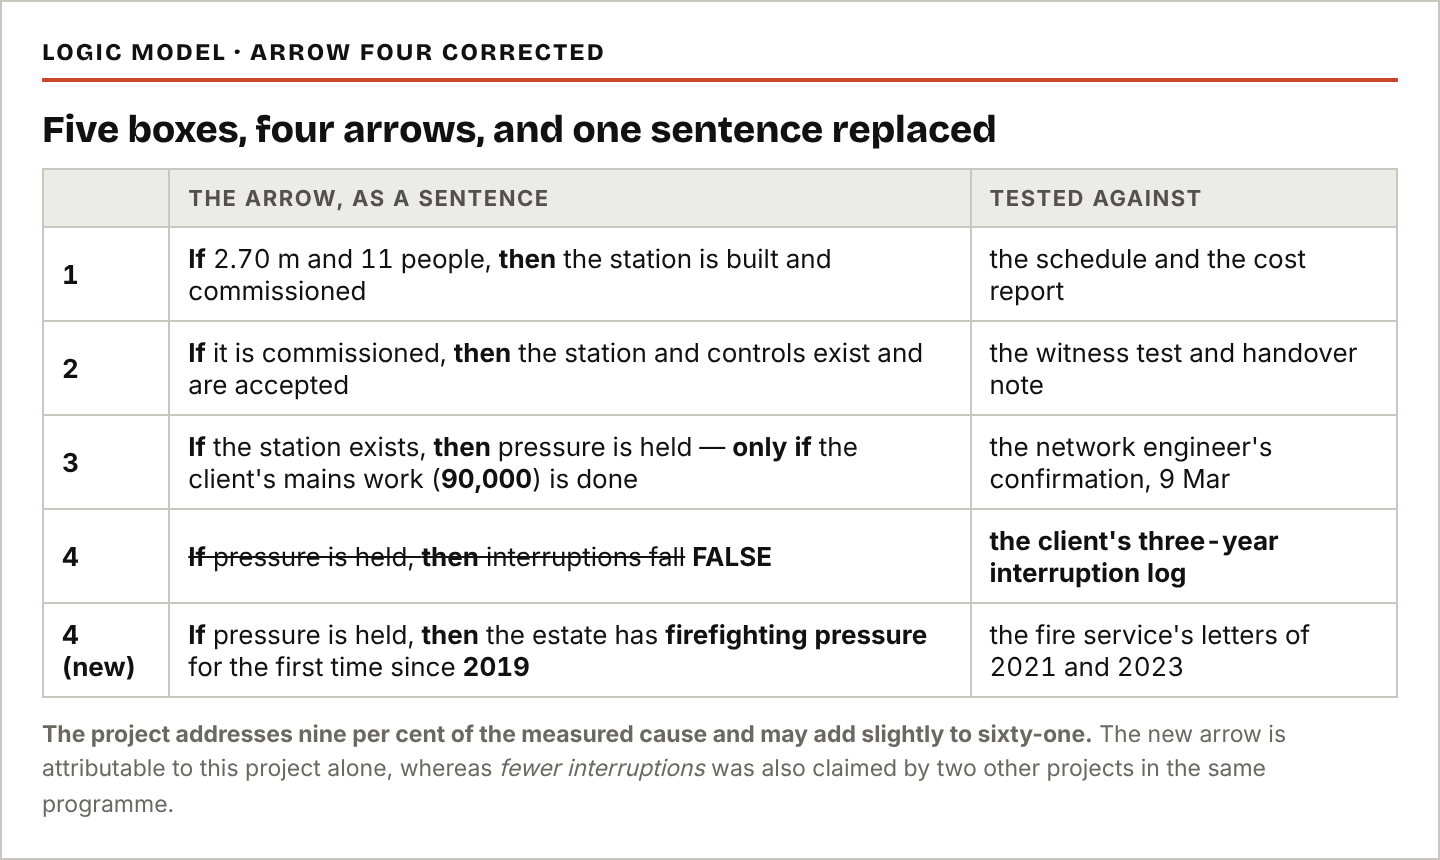 LOGIC MODEL · ARROW FOUR CORRECTED
Five boxes, four arrows, and one sentence replaced
THE ARROW, AS A SENTENCE
TESTED AGAINST
1
If 2.70 m and 11 people, then the station is built and
commissioned
the schedule and the cost
report
2
If it is commissioned, then the station and controls exist and
are accepted
the witness test and handover
note
3
If the station exists, then pressure is held — only if the
client's mains work (90,000) is done
the network engineer's
confirmation, 9 Mar
4
If pressure is held, then interruptions fall FALSE
the client's three-year
interruption log
4
(new)
If pressure is held, then the estate has firefighting pressure
for the first time since 2019
the fire service's letters of
2021 and 2023
The project addresses nine per cent of the measured cause and may add slightly to sixty-one. The new arrow is
attributable to this project alone, whereas fewer interruptions was also claimed by two other projects in the same
programme.